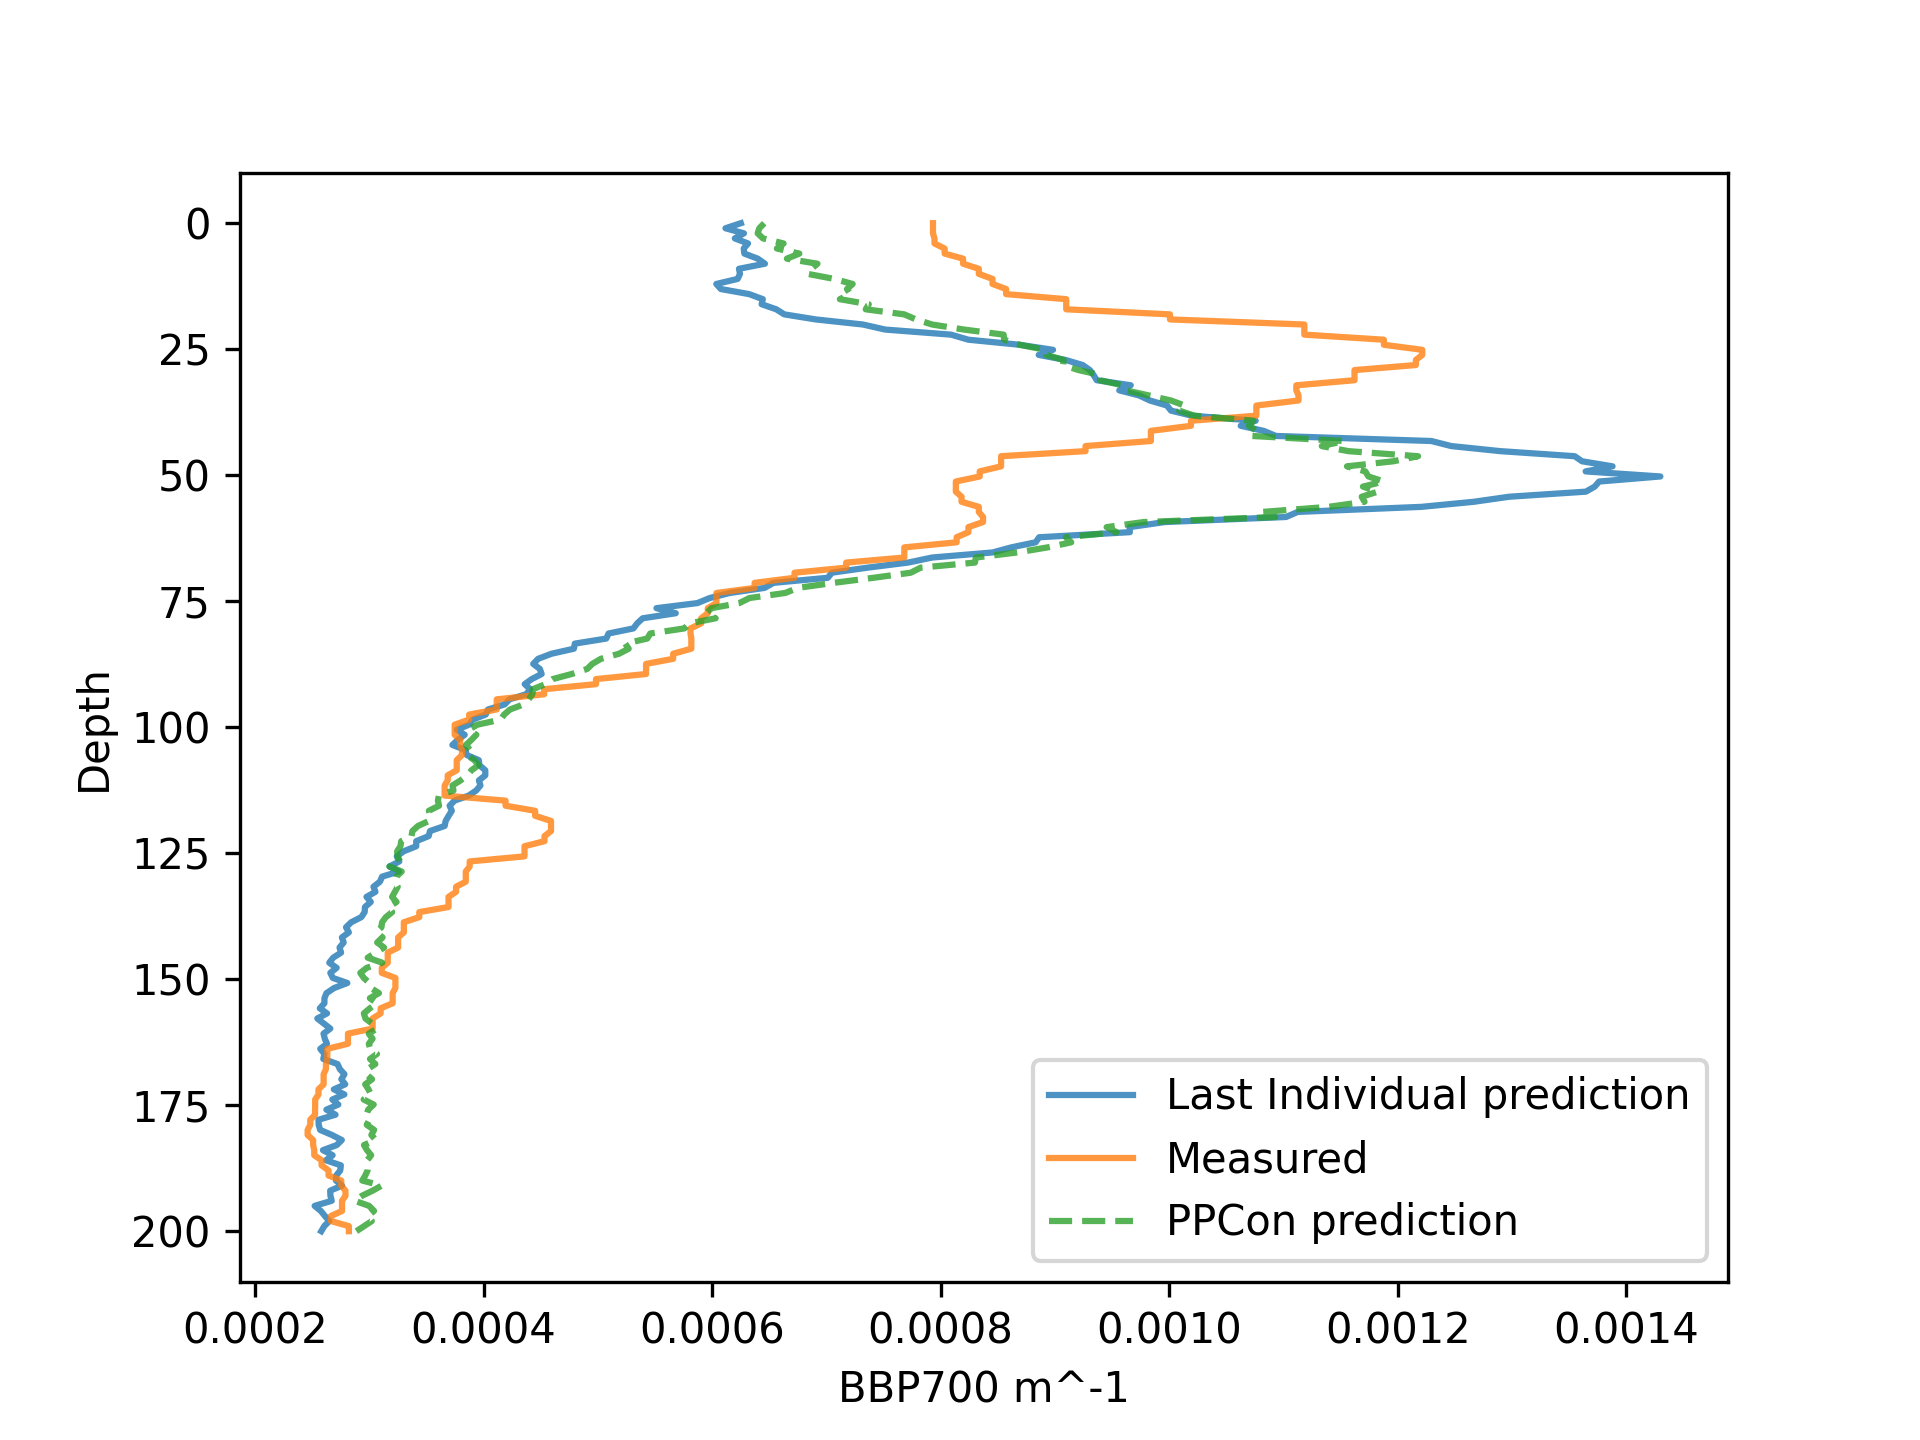 0
25
50
75
100
125
150
175
200
Depth
0.0002 0.0004 0.0006 0.0008 0.0010 0.0012 0.0014
BBP700 m^-1
Last Individual prediction
Measured
PPCon prediction